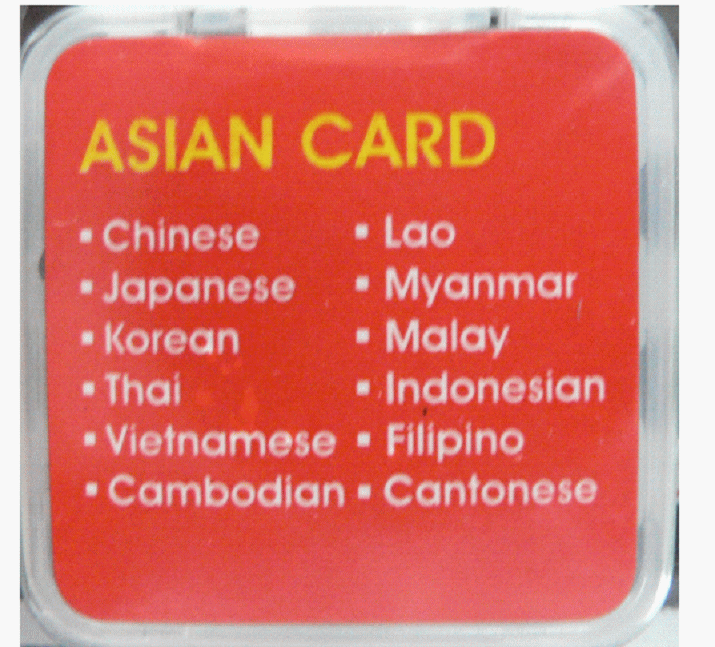 ASIAN CARD
▪ Chinese
▪ Japanese
▪ Korean
▪ Thai
▪ Vietnamese
▪ Cambodian
▪ Lao
▪ Myanmar
▪ Malay
▪ Indonesian
▪ Filipino
▪ Cantonese